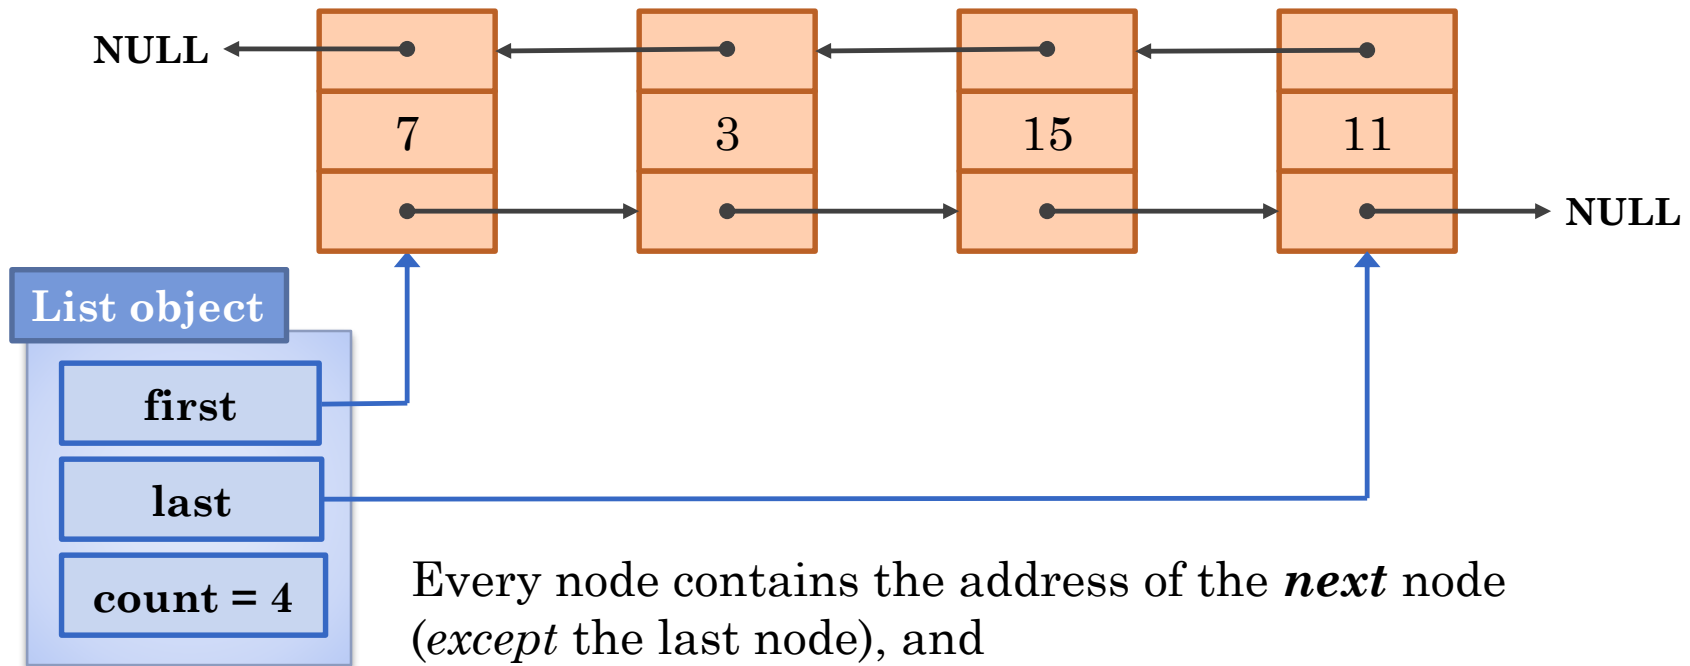 NULL
7
3
15
11
NULL
List object
first
last
count = 4
Every node contains the address of the next node
(except the last node), and